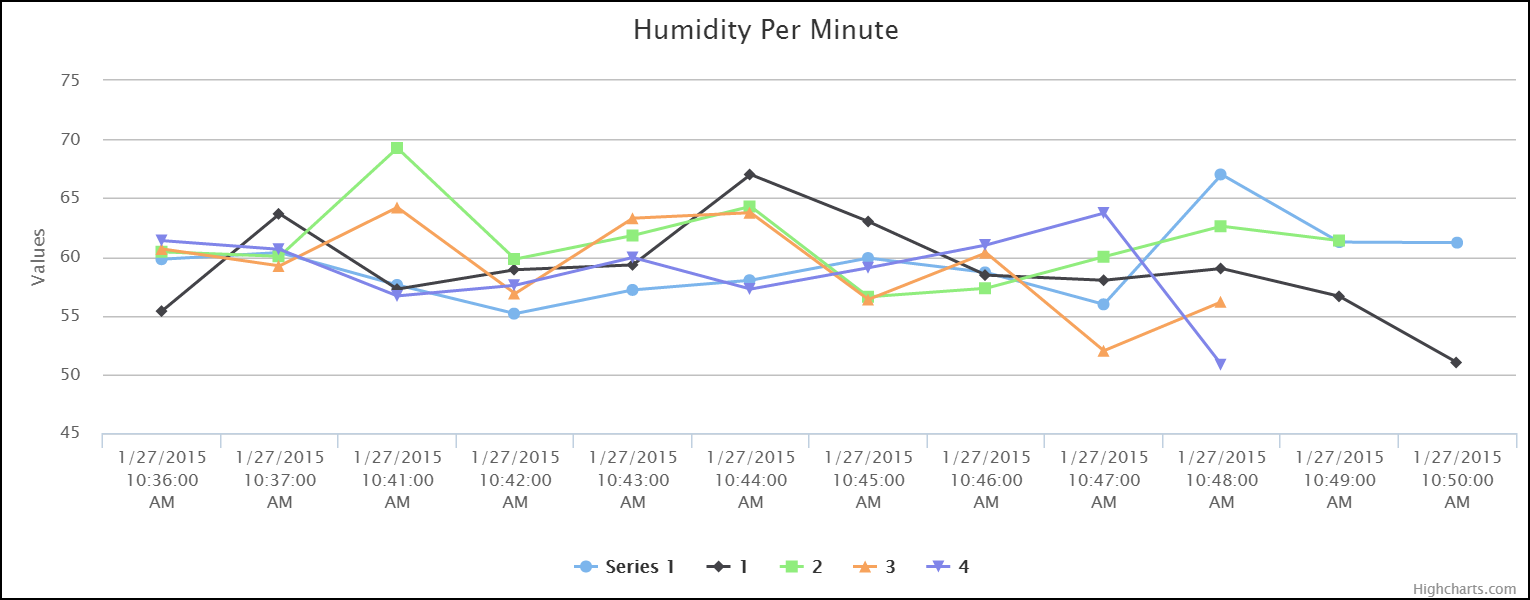 Humidity Per Minute
Values
75
70
65
60
55
50
45
1/27/2015 1/27/2015 1/27/2015 1/27/2015 1/27/2015 1/27/2015 1/27/2015 1/27/2015 1/27/2015 1/27/2015 1/27/2015 1/27/2015
10:36:00 10:37:00 10:41:00 10:42:00 10:43:00 10:44:00 10:45:00 10:46:00 10:47:00 10:48:00 10:49:00 10:50:00
AM AM AM AM AM AM AM AM AM AM AM AM
Series 1 1 2 3 4
Highcharts.com